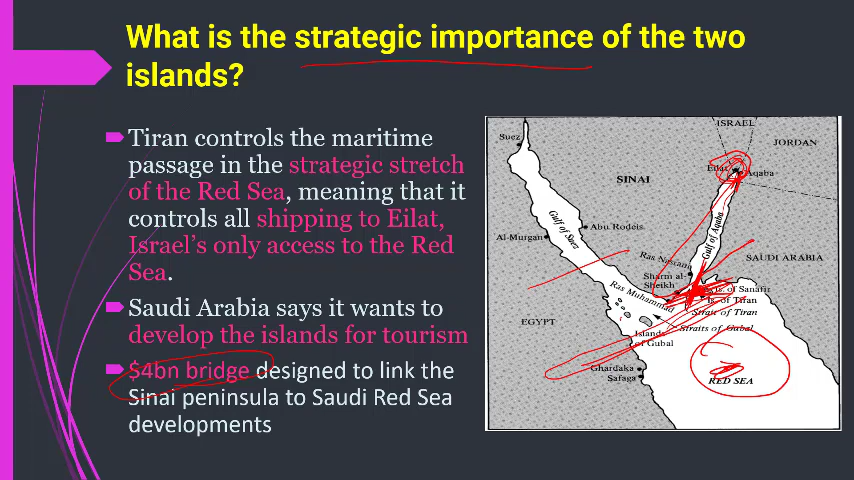 What is the strategic importance of the two
islands?
Tiran controls the maritime
passage in the strategic stretch
of the Red Sea, meaning that it
controls all shipping to Eilat,
Israel's only access to the Red
Sea.
Saudi Arabia says it wants to
develop the islands for tourism
$4bn bridge designed to link the
Sinai peninsula to Saudi Red Sea
developments
ISRAEL
Suez
JORDAN
Eilat
Aqaba
SINAI
Gulf of Suez
Gulf of Aqaba
Abu Rodeis
Al-Murgan
Ras Nasrani
SAUDI ARABIA
Sharm al-
Sheikh
Ras Muhammad
Is. of Sanafir
Is. of Tiran
Strait of Tiran
EGYPT
Straits of Gubal
Islands
of Gubal
Ghardaka
Safaga
RED SEA